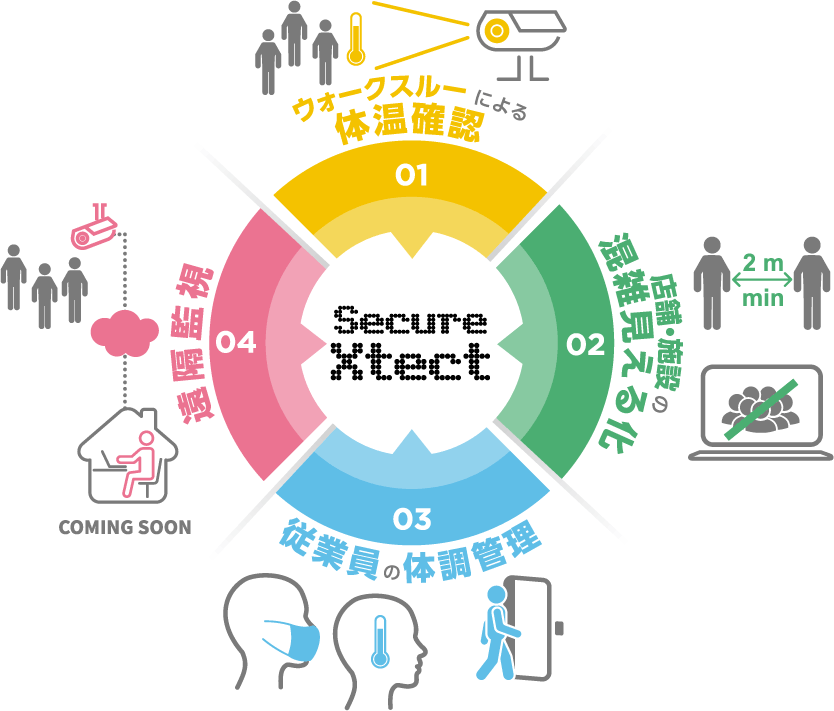 ウォークスルーによる
体温確認
01
店舗・施設の
混雑見える化
02
2 m
min
従業員の体調管理
03
遠隔監視
04
COMING SOON
Secure
Xtect